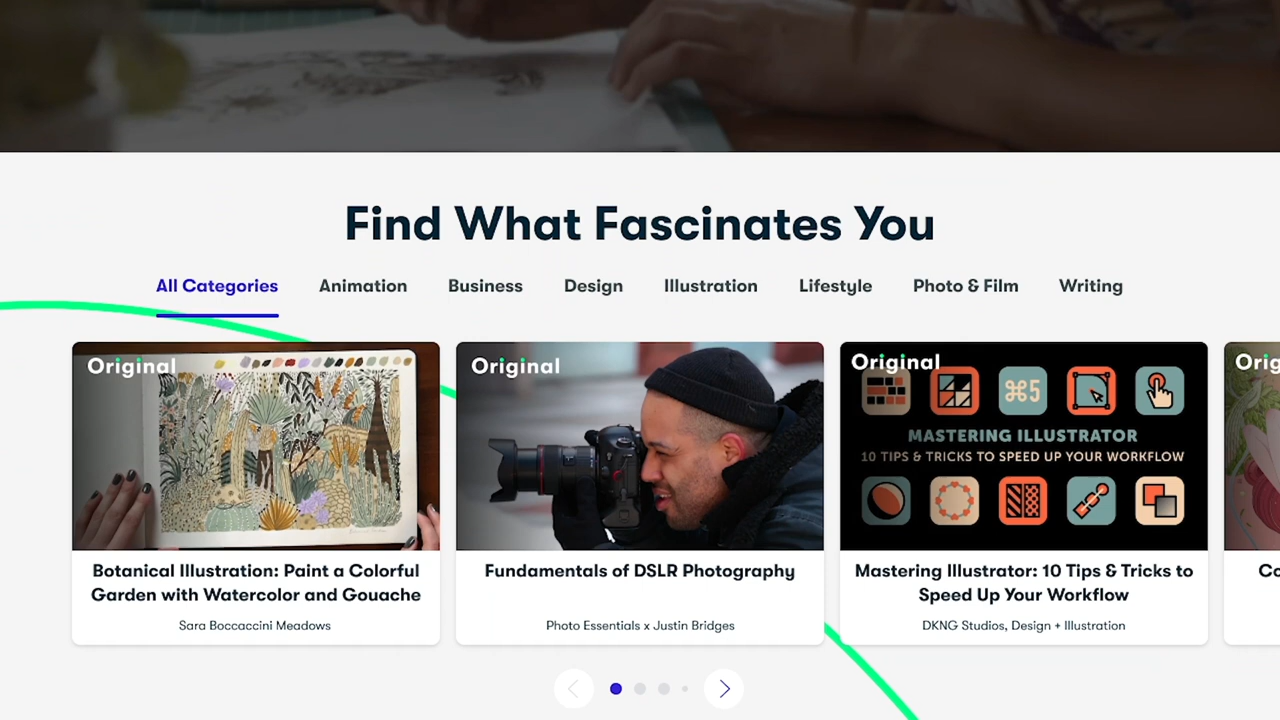 Find What Fascinates You
All Categories Animation Business Design Illustration Lifestyle Photo & Film Writing
Original
Botanical Illustration: Paint a Colorful
Garden with Watercolor and Gouache
Sara Boccaccini Meadows
Original
Fundamentals of DSLR Photography
Photo Essentials x Justin Bridges
Original
⌘5
MASTERING ILLUSTRATOR
10 TIPS & TRICKS TO SPEED UP YOUR WORKFLOW
Mastering Illustrator: 10 Tips & Tricks to
Speed Up Your Workflow
DKNG Studios, Design + Illustration
Orig
Co